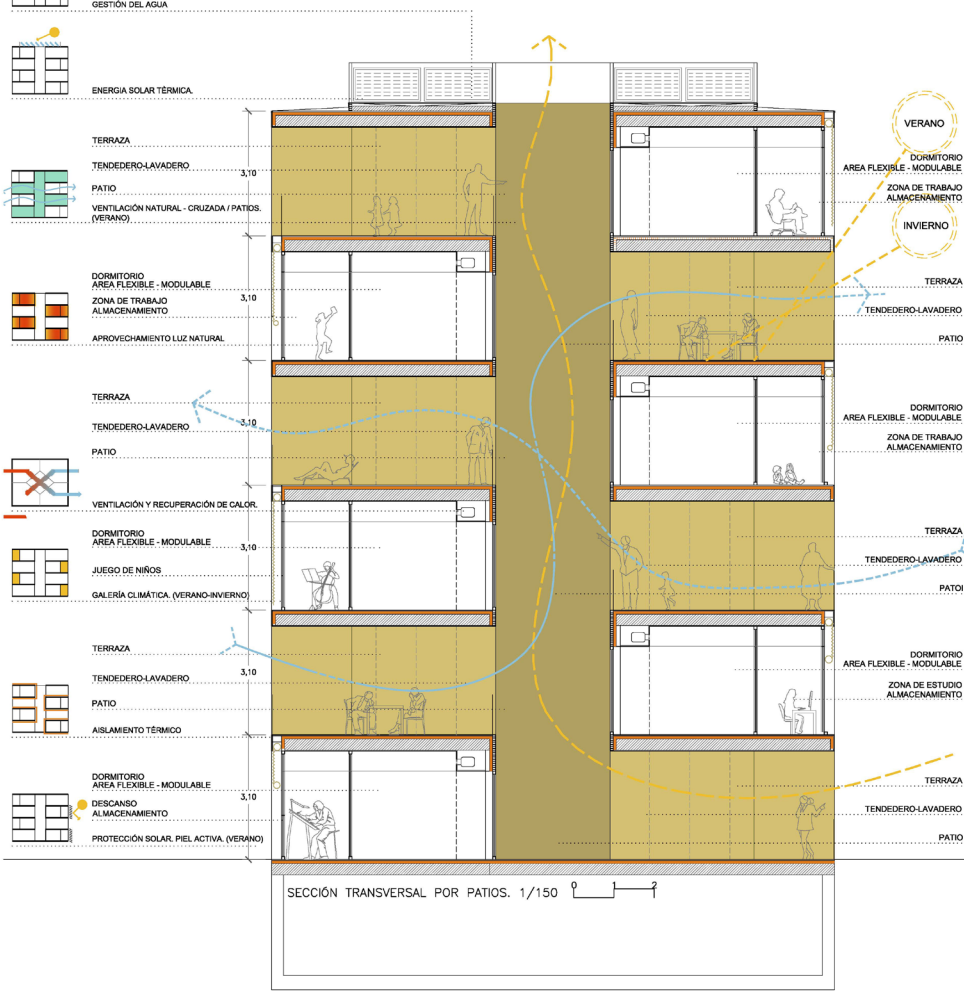 GESTIÓN DEL AGUA
ENERGIA SOLAR TÈRMICA.
TERRAZA
TENDEDERO-LAVADERO
PATIO
VENTILACIÓN NATURAL - CRUZADA / PATIOS.
(VERANO)
DORMITORIO
AREA FLEXIBLE - MODULABLE
ZONA DE TRABAJO
ALMACENAMIENTO
APROVECHAMIENTO LUZ NATURAL
TERRAZA
TENDEDERO-LAVADERO
PATIO
VENTILACIÓN Y RECUPERACIÓN DE CALOR.
DORMITORIO
AREA FLEXIBLE - MODULABLE
JUEGO DE NIÑOS
GALERÍA CLIMÁTICA. (VERANO-INVIERNO)
TERRAZA
TENDEDERO-LAVADERO
PATIO
AISLAMIENTO TÈRMICO
DORMITORIO
AREA FLEXIBLE - MODULABLE
DESCANSO
ALMACENAMIENTO
PROTECCIÓN SOLAR. PIEL ACTIVA. (VERANO)
3,10
3,10
3,10
3,10
3,10
3,10
VERANO
DORMITORIO
AREA FLEXIBLE - MODULABLE
ZONA DE TRABAJO
ALMACENAMIENTO
INVIERNO
TERRAZA
TENDEDERO-LAVADERO
PATIO
DORMITORIO
AREA FLEXIBLE - MODULABLE
ZONA DE TRABAJO
ALMACENAMIENTO
TERRAZA
TENDEDERO-LAVADERO
PATOI
DORMITORIO
AREA FLEXIBLE - MODULABLE
ZONA DE ESTUDIO
ALMACENAMIENTO
TERRAZA
TENDEDERO-LAVADERO
PATIO
SECCIÓN TRANSVERSAL POR PATIOS. 1/150 0 1 2